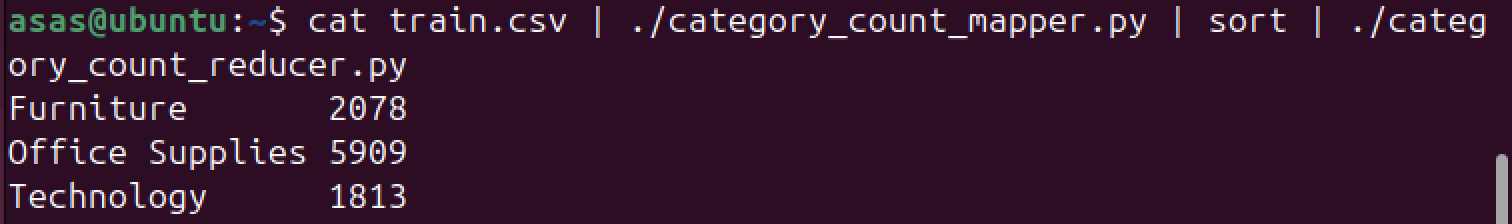 asas@ubuntu:~$ cat train.csv | ./category_count_mapper.py | sort | ./categ
ory_count_reducer.py
Furniture       2078
Office Supplies 5909
Technology      1813